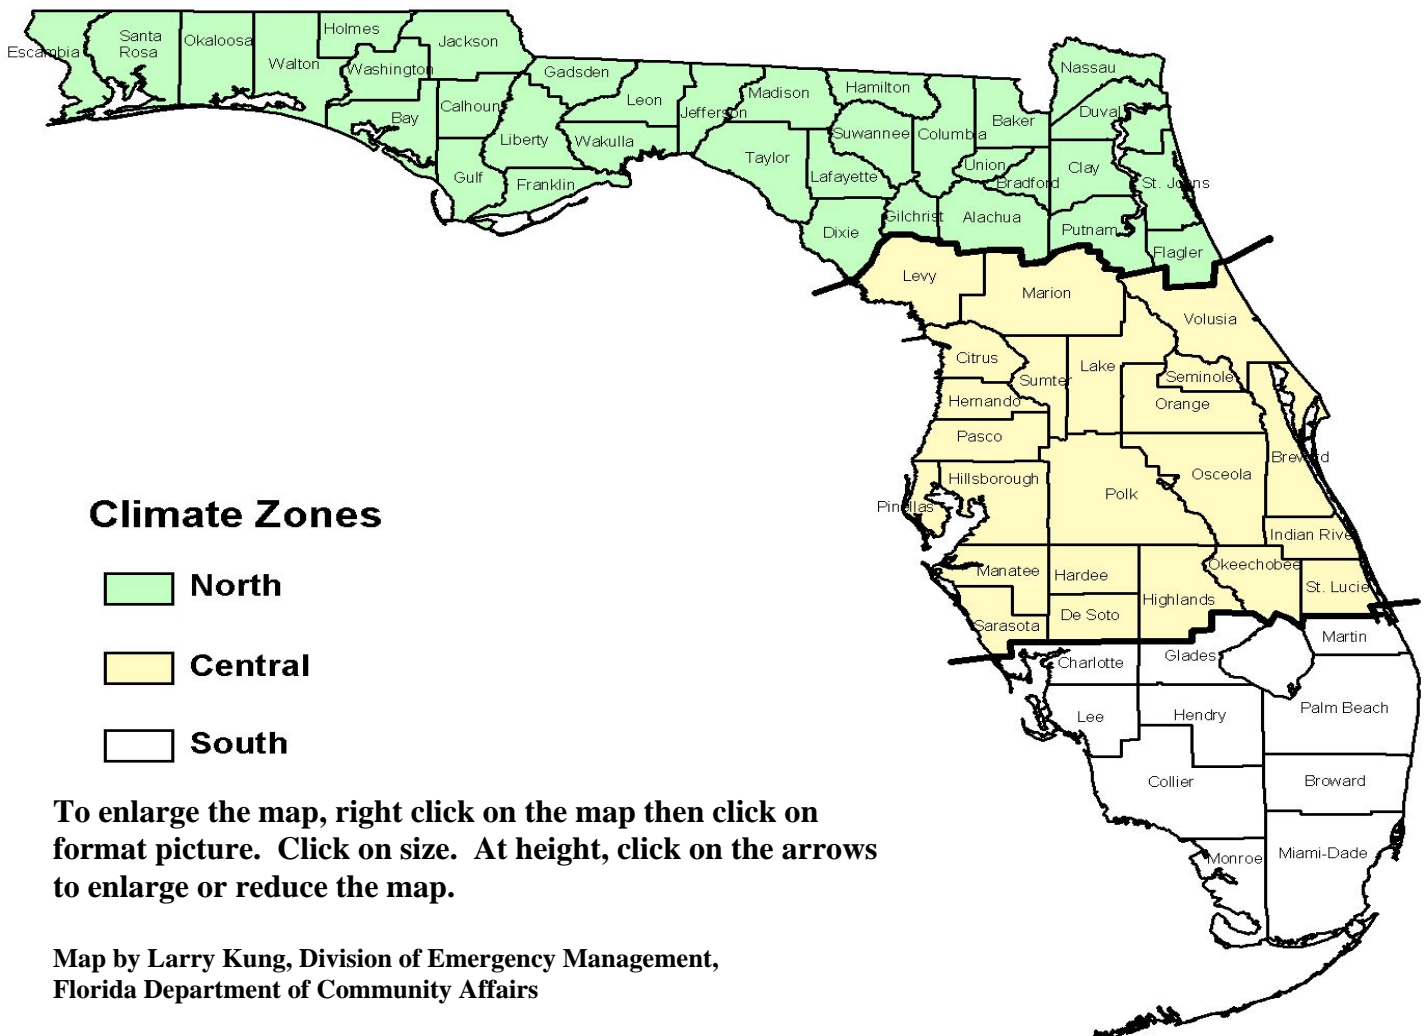 Escambia
Santa
Rosa
Okaloosa
Walton
Holmes
Washington
Jackson
Bay
Calhoun
Gulf
Gadsden
Liberty
Franklin
Leon
Wakulla
Jefferson
Madison
Taylor
Hamilton
Suwannee
Lafayette
Dixie
Columbia
Gilchrist
Baker
Union
Bradford
Alachua
Nassau
Duval
Clay
St. Johns
Putnam
Flagler
Levy
Marion
Volusia
Citrus
Sumter
Lake
Seminole
Hernando
Orange
Pasco
Brevard
Hillsborough
Polk
Osceola
Pinellas
Indian River
Manatee
Hardee
Okeechobee
Highlands
St. Lucie
De Soto
Sarasota
Martin
Charlotte
Glades
Lee
Hendry
Palm Beach
Collier
Broward
Monroe
Miami-Dade
Climate Zones
North
Central
South
To enlarge the map, right click on the map then click on
format picture.  Click on size.  At height, click on the arrows
to enlarge or reduce the map.
Map by Larry Kung, Division of Emergency Management,
Florida Department of Community Affairs